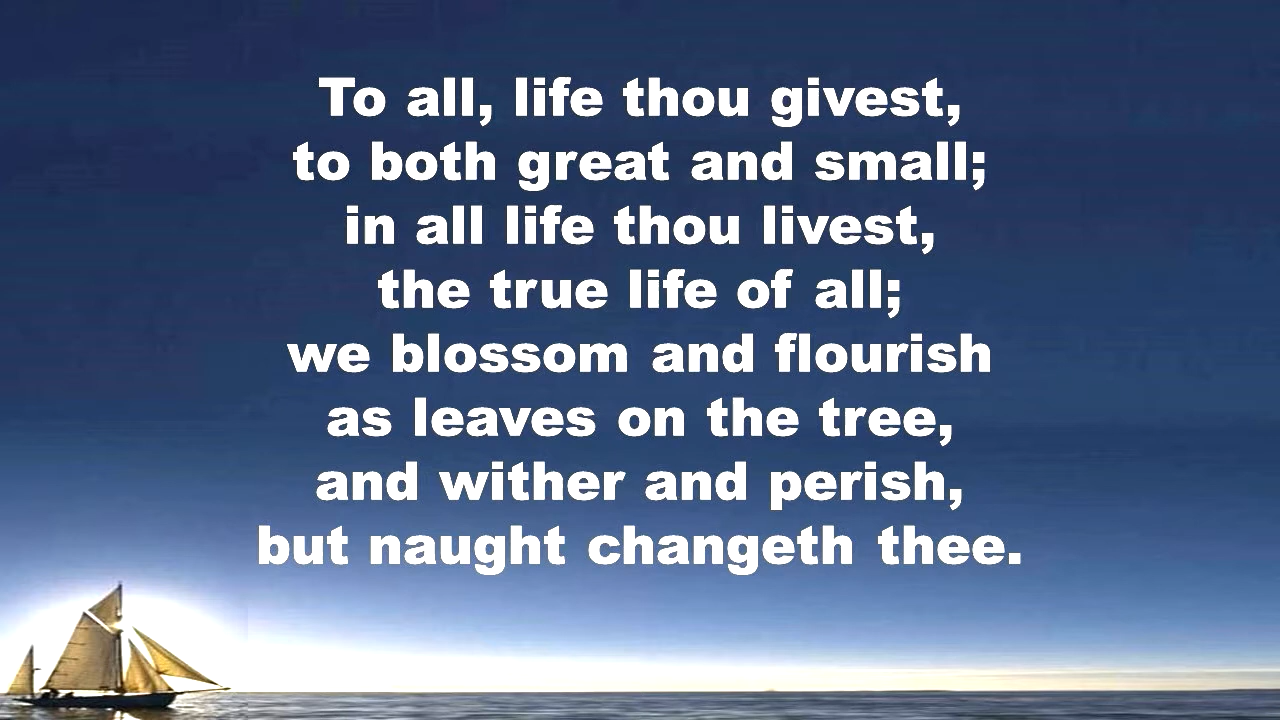 To all, life thou givest,
to both great and small;
in all life thou livest,
the true life of all;
we blossom and flourish
as leaves on the tree,
and wither and perish,
but naught changeth thee.